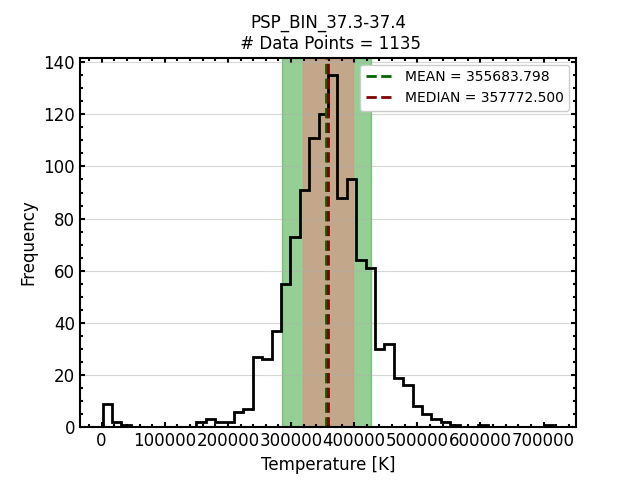 PSP_BIN_37.3-37.4
# Data Points = 1135
MEAN = 355683.798
MEDIAN = 357772.500
Frequency
140
120
100
80
60
40
20
0
0 100000 200000 300000 400000 500000 600000 700000
Temperature [K]